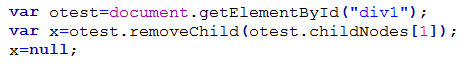 var otest=document.getElementById("div1");
var x=otest.removeChild(otest.childNodes[1]);
x=null;